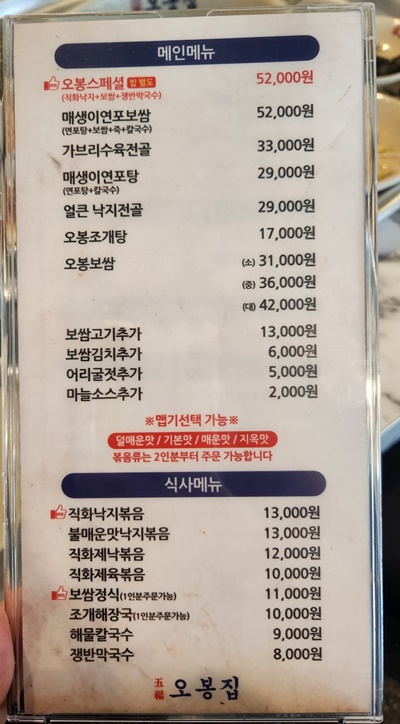 메인메뉴
오봉스페셜 밥 별도 52,000원
(직화낙지+보쌈+쟁반막국수)
매생이연포보쌈 52,000원
(연포탕+보쌈+죽+칼국수)
가브리수육전골 33,000원
매생이연포탕 29,000원
(연포탕+칼국수)
얼큰 낙지전골 29,000원
오봉조개탕 17,000원
오봉보쌈 (소) 31,000원
(중) 36,000원
(대) 42,000원
보쌈고기추가 13,000원
보쌈김치추가 6,000원
어리굴젓추가 5,000원
마늘소스추가 2,000원
※맵기선택 가능※
덜매운맛 / 기본맛 / 매운맛 / 지옥맛
볶음류는 2인분부터 주문 가능합니다
식사메뉴
직화낙지볶음 13,000원
불매운맛낙지볶음 13,000원
직화제낙볶음 12,000원
직화제육볶음 10,000원
보쌈정식(1인분주문가능) 11,000원
조개해장국(1인분주문가능) 10,000원
해물칼국수 9,000원
쟁반막국수 8,000원
五福 오봉집